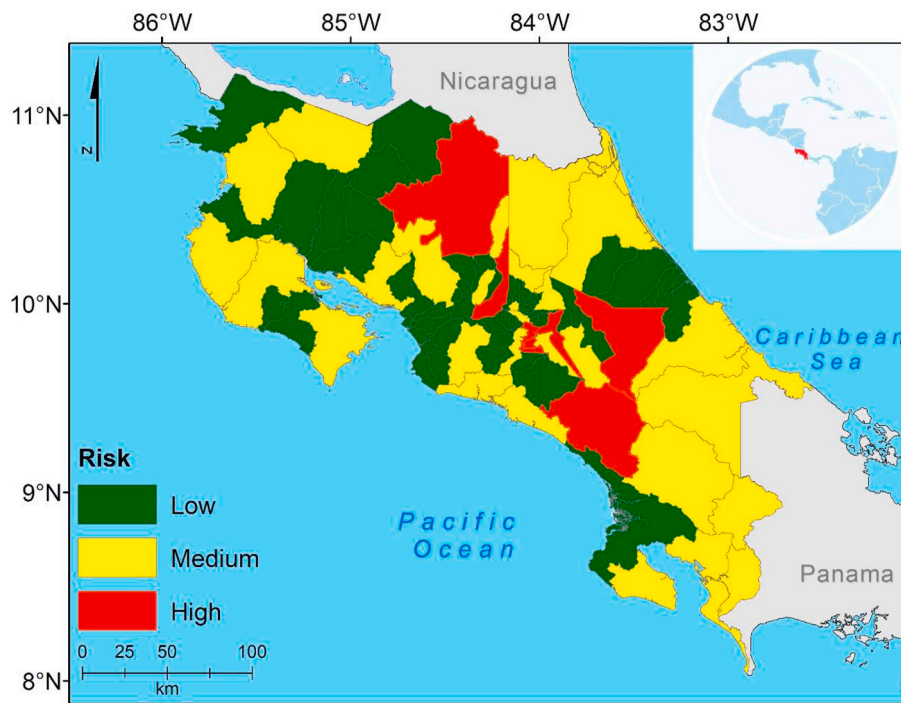 86°W 85°W 84°W 83°W
Nicaragua
11°N
z
10°N
Caribbean
Sea
Risk
9°N
Low
Pacific
Ocean
Medium
Panama
High
0 25 50 100
km
8°N